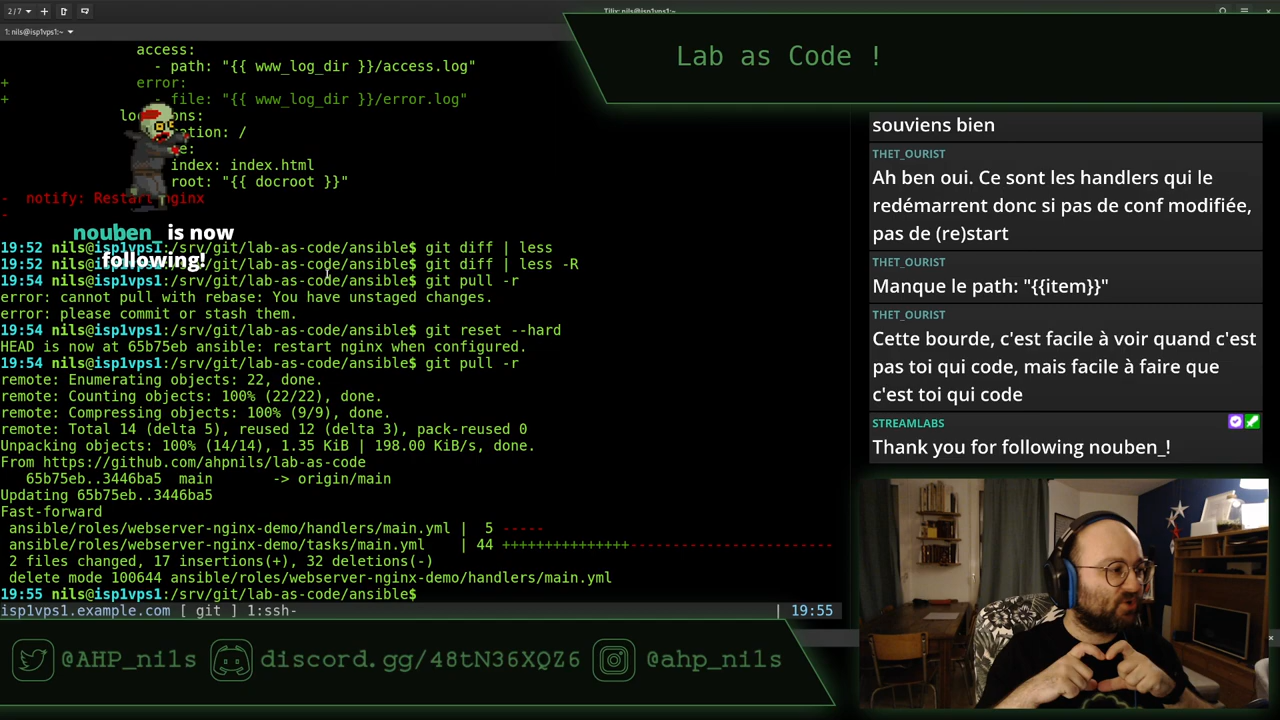 2/7
Tilix: nils@isp1vps1:~
1: nils@isp1vps1:~
access:
- path: "{{ www_log_dir }}/access.log"
+ error:
+ - file: "{{ www_log_dir }}/error.log"
index: index.html
root: "{{ docroot }}"
- notify: Restart nginx
-
nouben_ is now
following!
19:52 nils@isp1vps1:/srv/git/lab-as-code/ansible$ git diff | less
19:52 nils@isp1vps1:/srv/git/lab-as-code/ansible$ git diff | less -R
19:54 nils@isp1vps1:/srv/git/lab-as-code/ansible$ git pull -r
error: cannot pull with rebase: You have unstaged changes.
error: please commit or stash them.
19:54 nils@isp1vps1:/srv/git/lab-as-code/ansible$ git reset --hard
HEAD is now at 65b75eb ansible: restart nginx when configured.
19:54 nils@isp1vps1:/srv/git/lab-as-code/ansible$ git pull -r
remote: Enumerating objects: 22, done.
remote: Counting objects: 100% (22/22), done.
remote: Compressing objects: 100% (9/9), done.
remote: Total 14 (delta 5), reused 12 (delta 3), pack-reused 0
Unpacking objects: 100% (14/14), 1.35 KiB | 198.00 KiB/s, done.
From https://github.com/ahpnils/lab-as-code
65b75eb..3446ba5 main -> origin/main
Updating 65b75eb..3446ba5
Fast-forward
ansible/roles/webserver-nginx-demo/handlers/main.yml | 5 -----
ansible/roles/webserver-nginx-demo/tasks/main.yml | 44 +++++++++++++++-------------------------
2 files changed, 17 insertions(+), 32 deletions(-)
delete mode 100644 ansible/roles/webserver-nginx-demo/handlers/main.yml
19:55 nils@isp1vps1:/srv/git/lab-as-code/ansible$
isp1vps1.example.com [ git ] 1:ssh- | 19:55
Lab as Code !
souviens bien
THET_OURIST
Ah ben oui. Ce sont les handlers qui le
redémarrent donc si pas de conf modifiée,
pas de (re)start
THET_OURIST
Manque le path: "{{item}}"
THET_OURIST
Cette bourde, c'est facile à voir quand c'est
pas toi qui code, mais facile à faire que
c'est toi qui code
STREAMLABS
Thank you for following nouben_!
@AHP_nils discord.gg/48tN36XQZ6 @ahp_nils